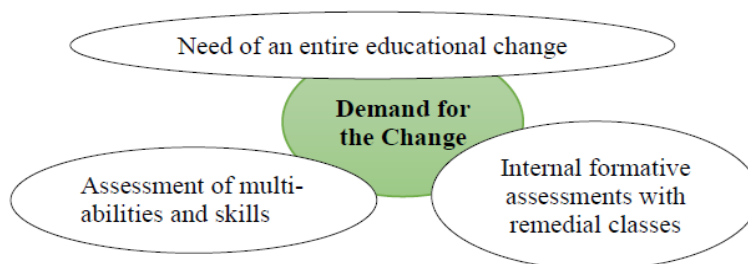 Need of an entire educational change
Demand for
the Change
Assessment of multi-
abilities and skills
Internal formative
assessments with
remedial classes